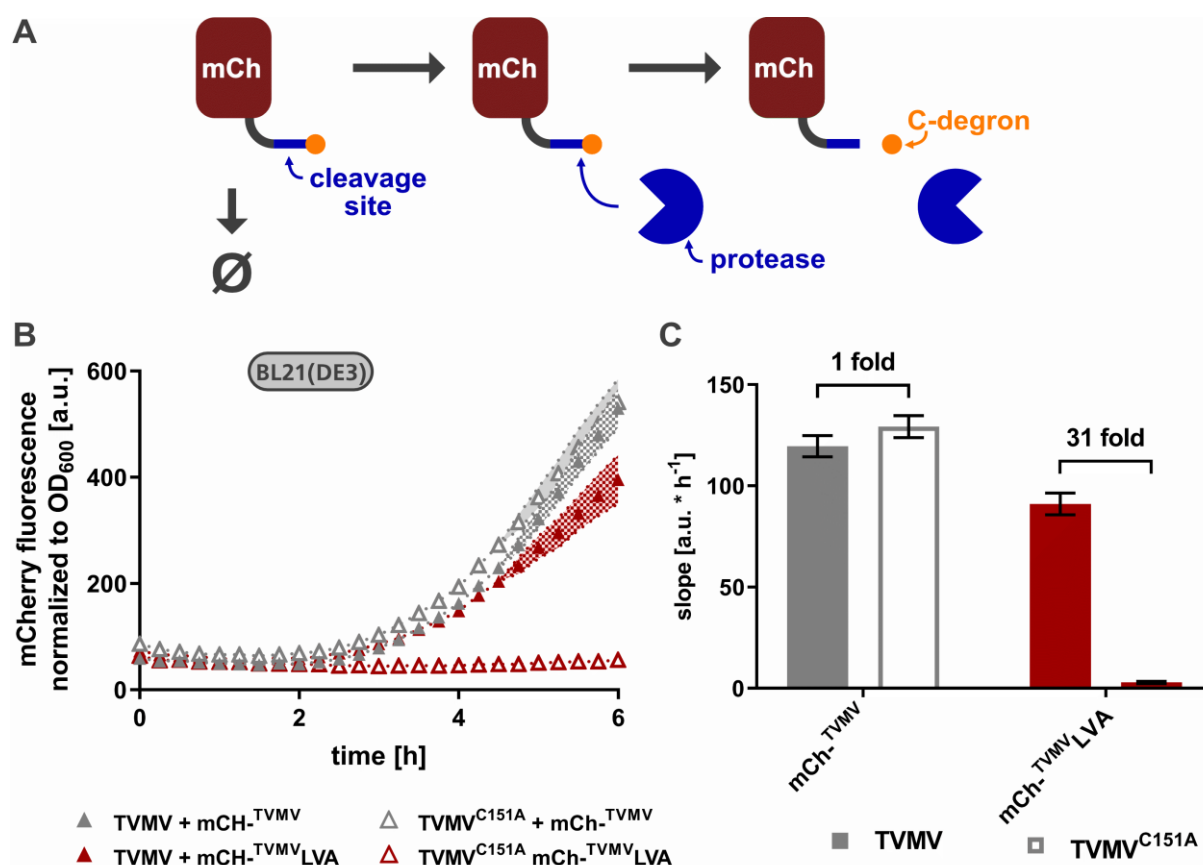 A
mCh
mCh
mCh
C-degron
cleavage
site
protease
Ø
B
BL21(DE3)
mCherry fluorescence
normalized to OD600 [a.u.]
600
400
200
0
0
2
4
6
time [h]
TVMV + mCH-TVMV
TVMVC151A + mCh-TVMV
TVMV + mCH-TVMVLVA
TVMVC151A mCh-TVMVLVA
C
slope [a.u. * h-1]
150
100
50
0
1 fold
31 fold
mCh-TVMV
mCh-TVMVLVA
TVMV
TVMVC151A